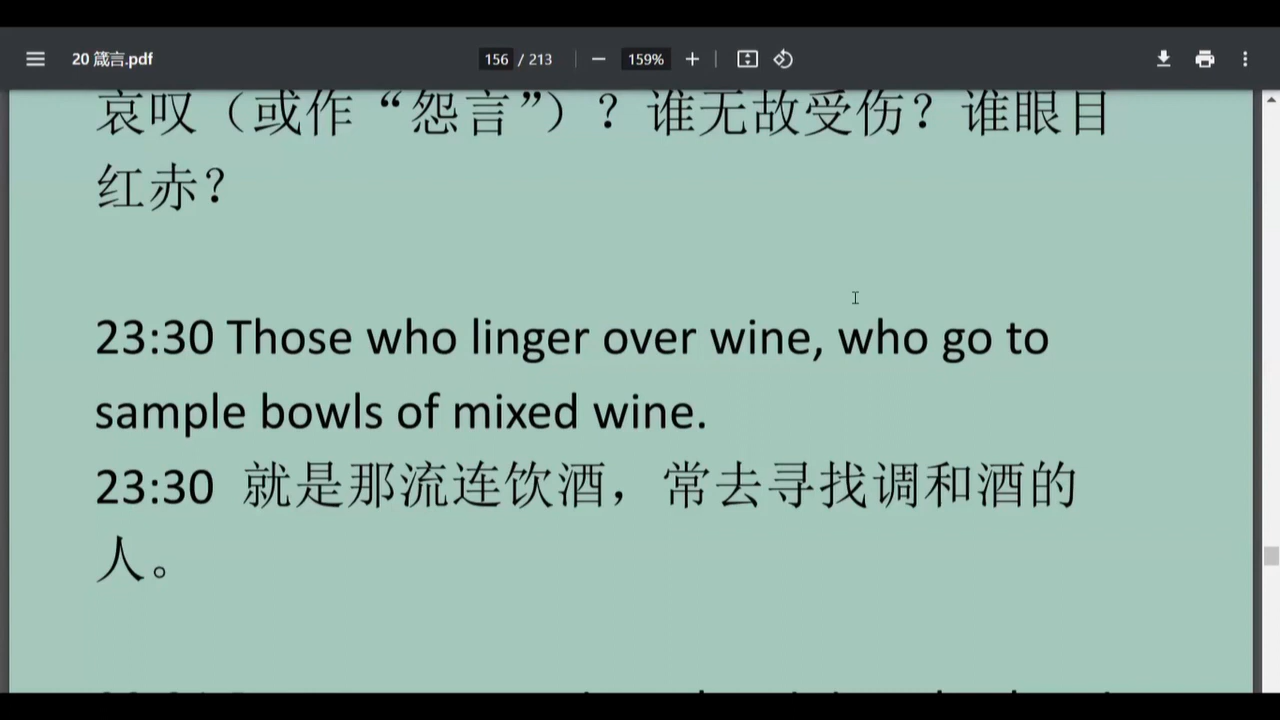 20 箴言.pdf
156 / 213
159%
哀叹（或作“怨言”）？谁无故受伤？谁眼目
红赤？
23:30 Those who linger over wine, who go to
sample bowls of mixed wine.
23:30 就是那流连饮酒，常去寻找调和酒的
人。